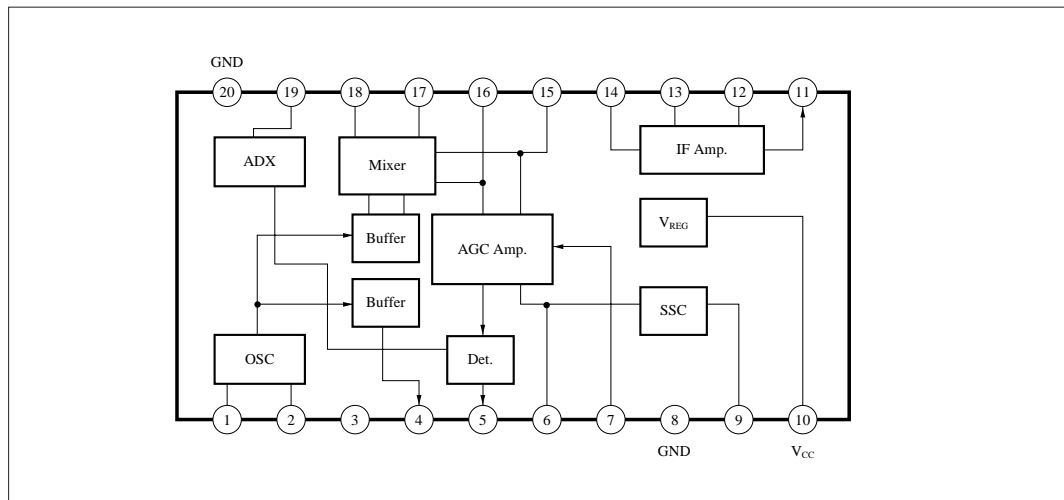 GND
20 19 18 17 16 15 14 13 12 11
ADX
Mixer
IF Amp.
Buffer
AGC Amp.
VREG
Buffer
SSC
OSC
Det.
1 2 3 4 5 6 7 8 9 10
GND
VCC